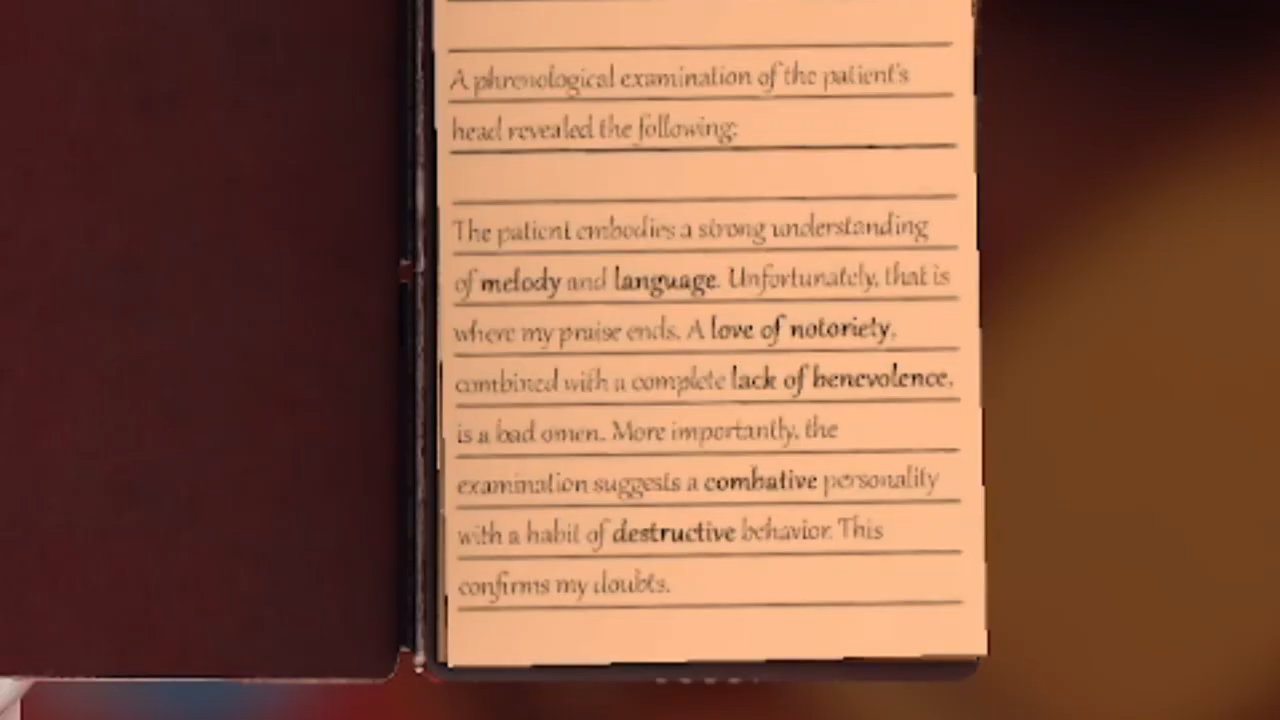 A phrenological examination of the patient's
head revealed the following:
The patient embodies a strong understanding
of melody and language. Unfortunately, that is
where my praise ends. A love of notoriety,
combined with a complete lack of benevolence,
is a bad omen. More importantly, the
examination suggests a combative personality
with a habit of destructive behavior. This
confirms my doubts.